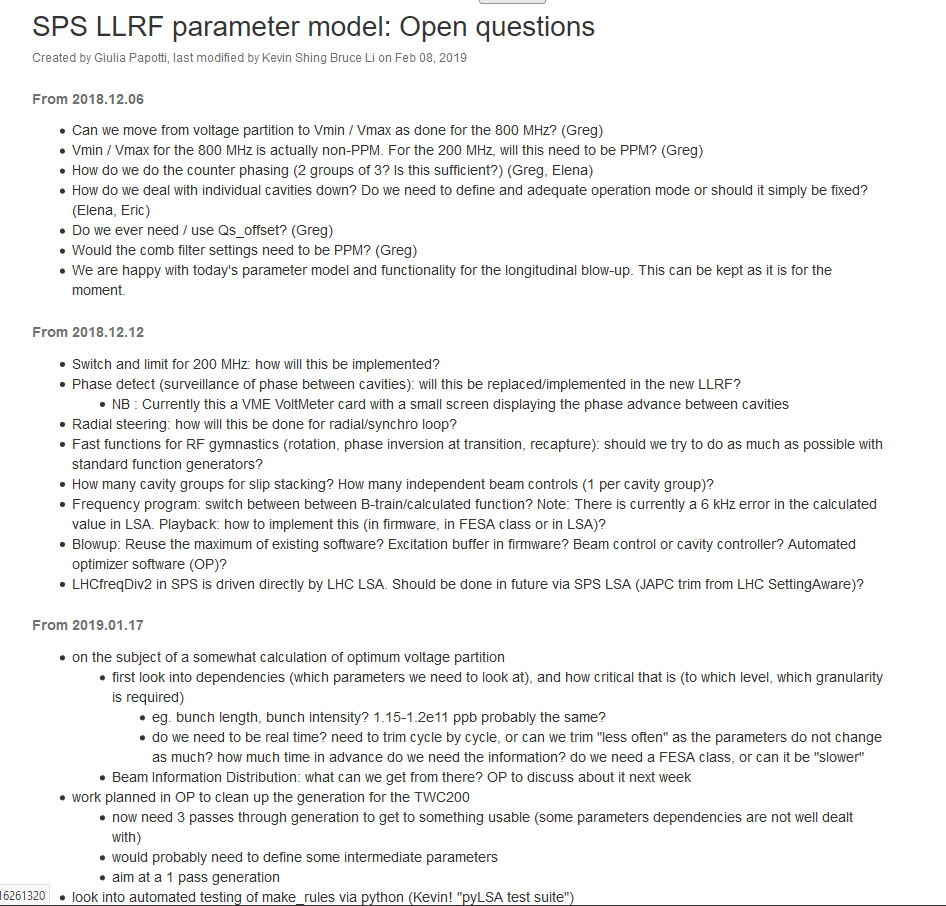 SPS LLRF parameter model: Open questions
Created by Giulia Papotti, last modified by Kevin Shing Bruce Li on Feb 08, 2019
From 2018.12.06
Can we move from voltage partition to Vmin / Vmax as done for the 800 MHz? (Greg)
Vmin / Vmax for the 800 MHz is actually non-PPM. For the 200 MHz, will this need to be PPM? (Greg)
How do we do the counter phasing (2 groups of 3? Is this sufficient?) (Greg, Elena)
How do we deal with individual cavities down? Do we need to define and adequate operation mode or should it simply be fixed?
(Elena, Eric)
Do we ever need / use Qs_offset? (Greg)
Would the comb filter settings need to be PPM? (Greg)
We are happy with today's parameter model and functionality for the longitudinal blow-up. This can be kept as it is for the
moment.
From 2018.12.12
Switch and limit for 200 MHz: how will this be implemented?
Phase detect (surveillance of phase between cavities): will this be replaced/implemented in the new LLRF?
NB : Currently this a VME VoltMeter card with a small screen displaying the phase advance between cavities
Radial steering: how will this be done for radial/synchro loop?
Fast functions for RF gymnastics (rotation, phase inversion at transition, recapture): should we try to do as much as possible with
standard function generators?
How many cavity groups for slip stacking? How many independent beam controls (1 per cavity group)?
Frequency program: switch between between B-train/calculated function? Note: There is currently a 6 kHz error in the calculated
value in LSA. Playback: how to implement this (in firmware, in FESA class or in LSA)?
Blowup: Reuse the maximum of existing software? Excitation buffer in firmware? Beam control or cavity controller? Automated
optimizer software (OP)?
LHCfreqDiv2 in SPS is driven directly by LHC LSA. Should be done in future via SPS LSA (JAPC trim from LHC SettingAware)?
From 2019.01.17
on the subject of a somewhat calculation of optimum voltage partition
first look into dependencies (which parameters we need to look at), and how critical that is (to which level, which granularity
is required)
eg. bunch length, bunch intensity? 1.15-1.2e11 ppb probably the same?
do we need to be real time? need to trim cycle by cycle, or can we trim "less often" as the parameters do not change
as much? how much time in advance do we need the information? do we need a FESA class, or can it be "slower"
Beam Information Distribution: what can we get from there? OP to discuss about it next week
work planned in OP to clean up the generation for the TWC200
now need 3 passes through generation to get to something usable (some parameters dependencies are not well dealt
with)
would probably need to define some intermediate parameters
aim at a 1 pass generation
look into automated testing of make_rules via python (Kevin! "pyLSA test suite")
16261320